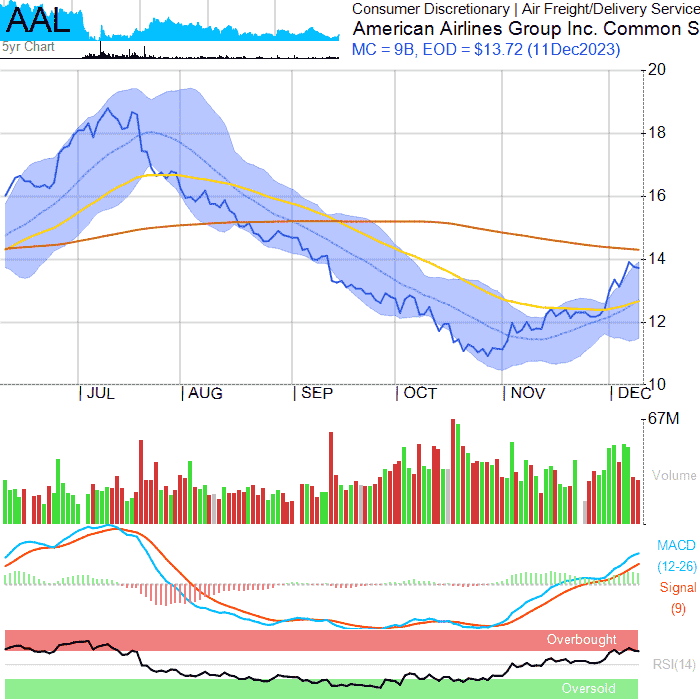 AAL
5yr Chart
Consumer Discretionary | Air Freight/Delivery Service
American Airlines Group Inc. Common S
MC = 9B, EOD = $13.72 (11Dec2023)
20
18
16
14
12
10
JUL AUG SEP OCT NOV DEC
67M
Volume
MACD
(12-26)
Signal
(9)
Overbought
RSI(14)
Oversold